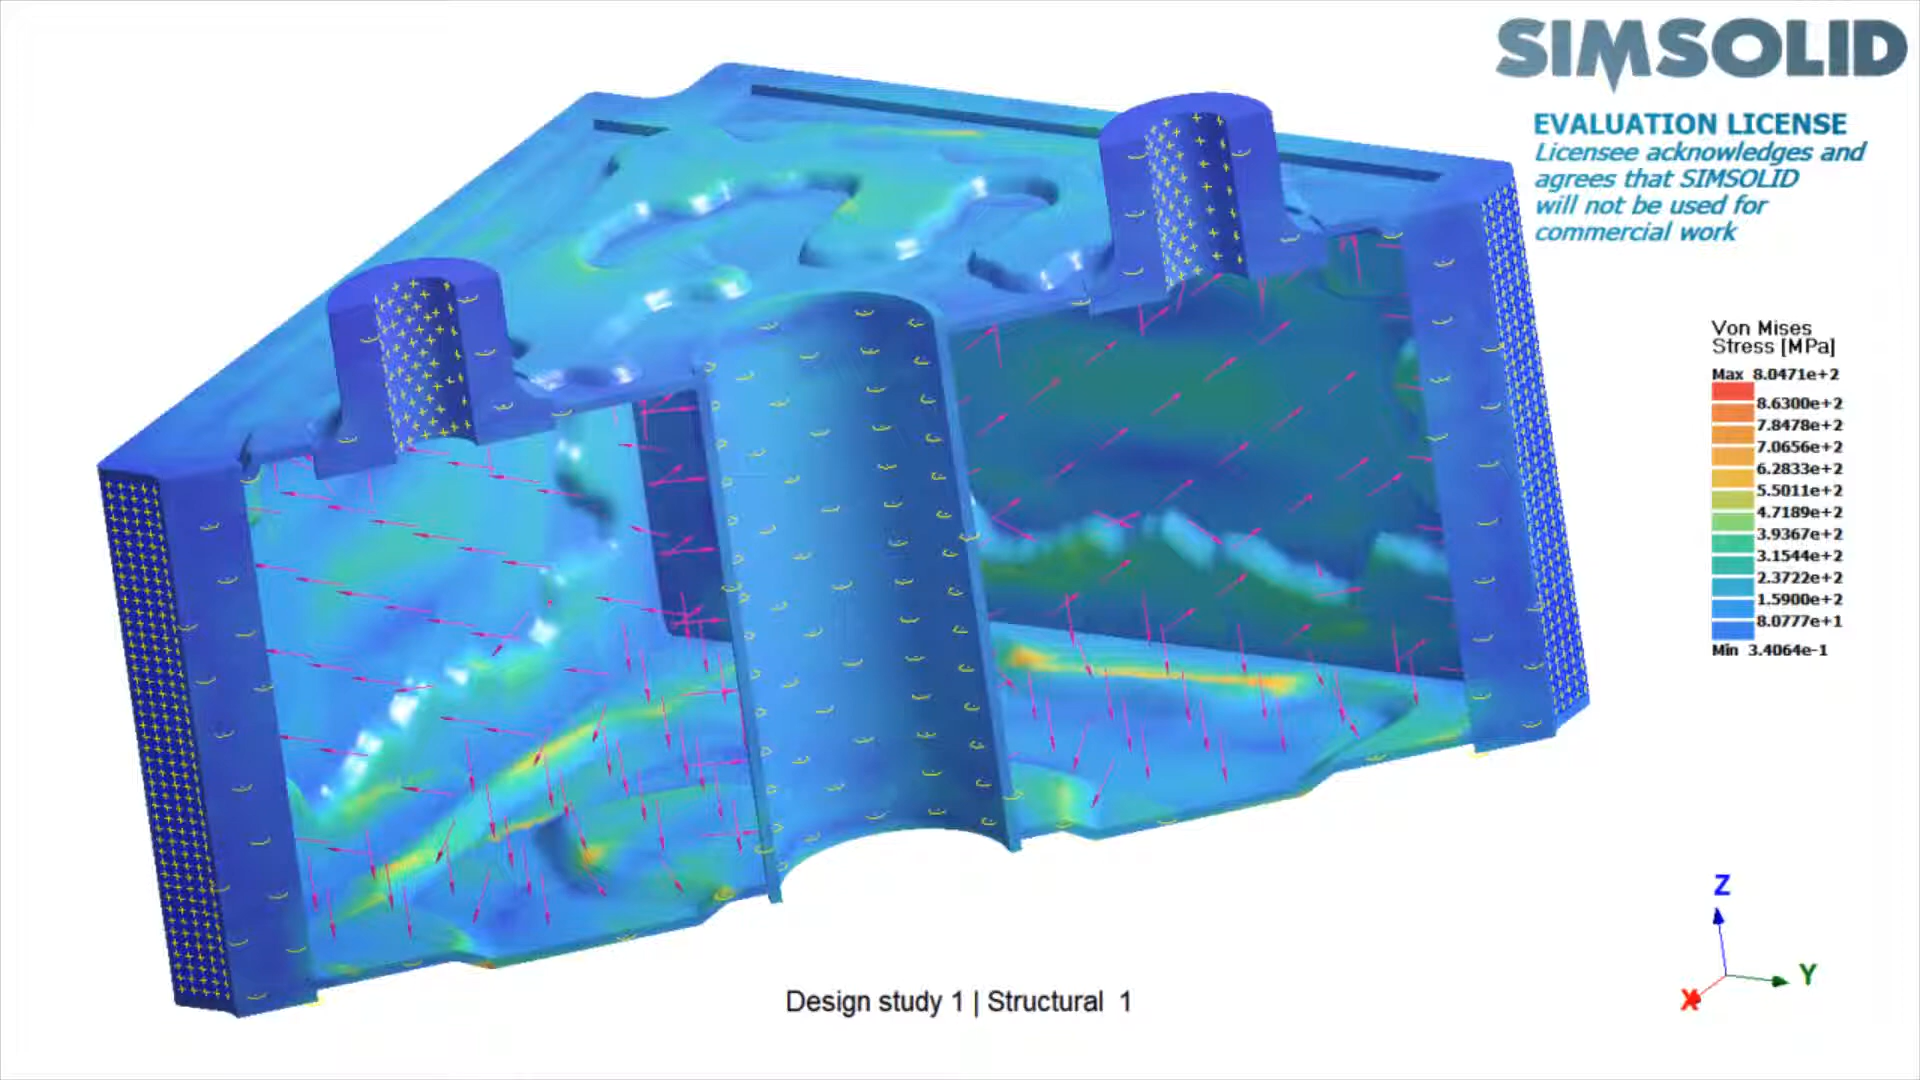 SIMSOLID
EVALUATION LICENSE
Licensee acknowledges and
agrees that SIMSOLID
will not be used for
commercial work
Von Mises
Stress [MPa]
Max 8.0471e+2
8.6300e+2
7.8478e+2
7.0656e+2
6.2833e+2
5.5011e+2
4.7189e+2
3.9367e+2
3.1544e+2
2.3722e+2
1.5900e+2
8.0777e+1
Min 3.4064e-1
Z
Y
X
Design study 1 | Structural 1